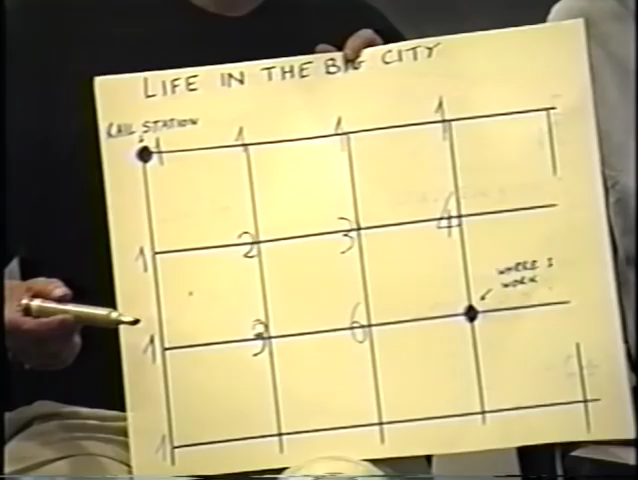 LIFE IN THE BIG CITY
RAIL STATION
1 1 1 1
1 2 3 4
WHERE I
WORK
1 3 6
1